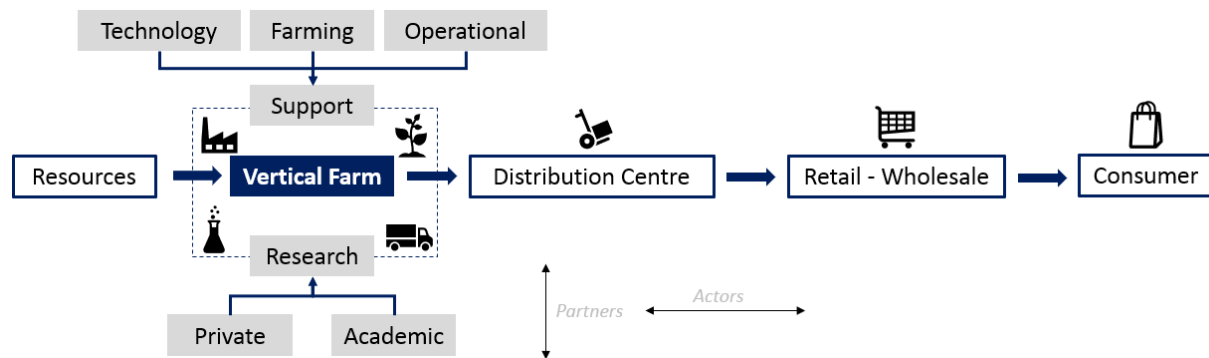 Technology
Farming
Operational
Support
Resources
Vertical Farm
Distribution Centre
Retail - Wholesale
Consumer
Research
Partners
Actors
Private
Academic